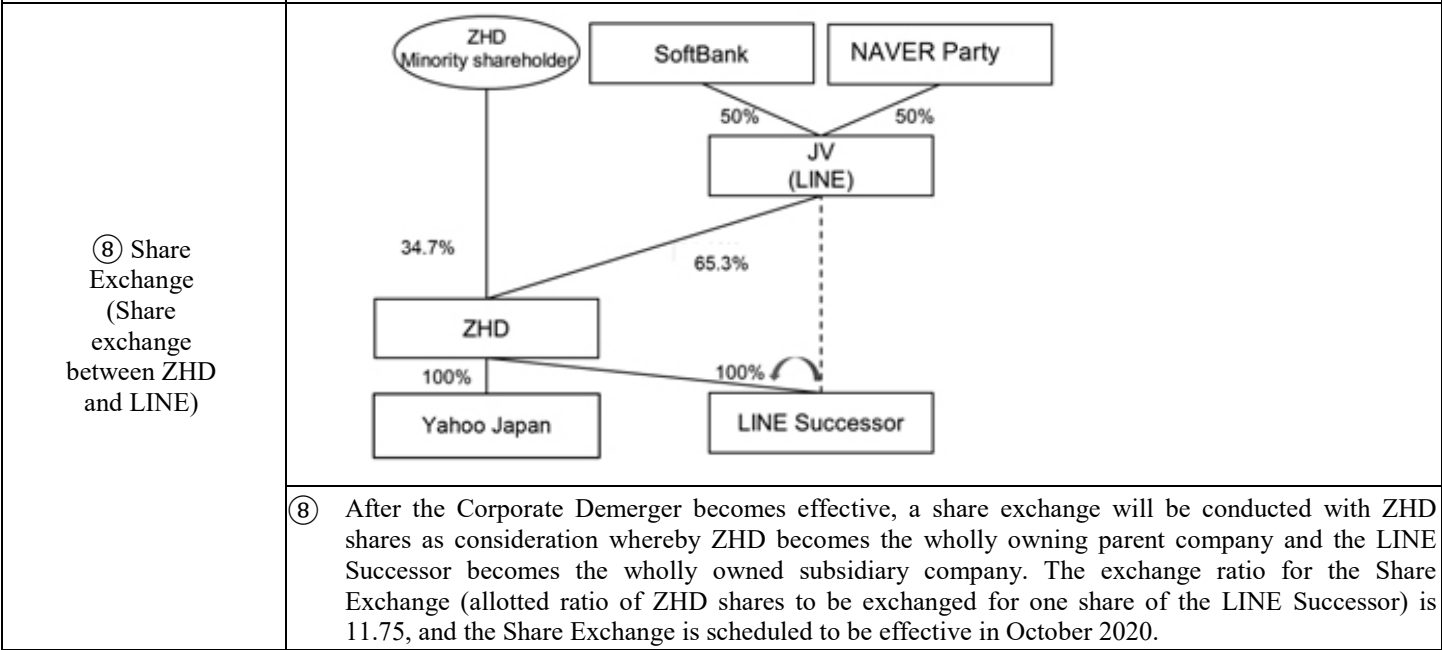 ZHD
Minority shareholder
SoftBank
NAVER Party
50%
50%
JV
(LINE)
34.7%
65.3%
ZHD
100%
100%
Yahoo Japan
LINE Successor
⑧ Share
Exchange
(Share
exchange
between ZHD
and LINE)
⑧ After the Corporate Demerger becomes effective, a share exchange will be conducted with ZHD
shares as consideration whereby ZHD becomes the wholly owning parent company and the LINE
Successor becomes the wholly owned subsidiary company. The exchange ratio for the Share
Exchange (allotted ratio of ZHD shares to be exchanged for one share of the LINE Successor) is
11.75, and the Share Exchange is scheduled to be effective in October 2020.